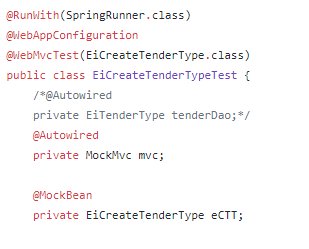 @RunWith(SpringRunner.class)
@WebAppConfiguration
@WebMvcTest(EiCreateTenderType.class)
public class EiCreateTenderTypeTest {
/*@Autowired
private EiTenderType tenderDao;*/
@Autowired
private MockMvc mvc;
@MockBean
private EiCreateTenderType eCTT;